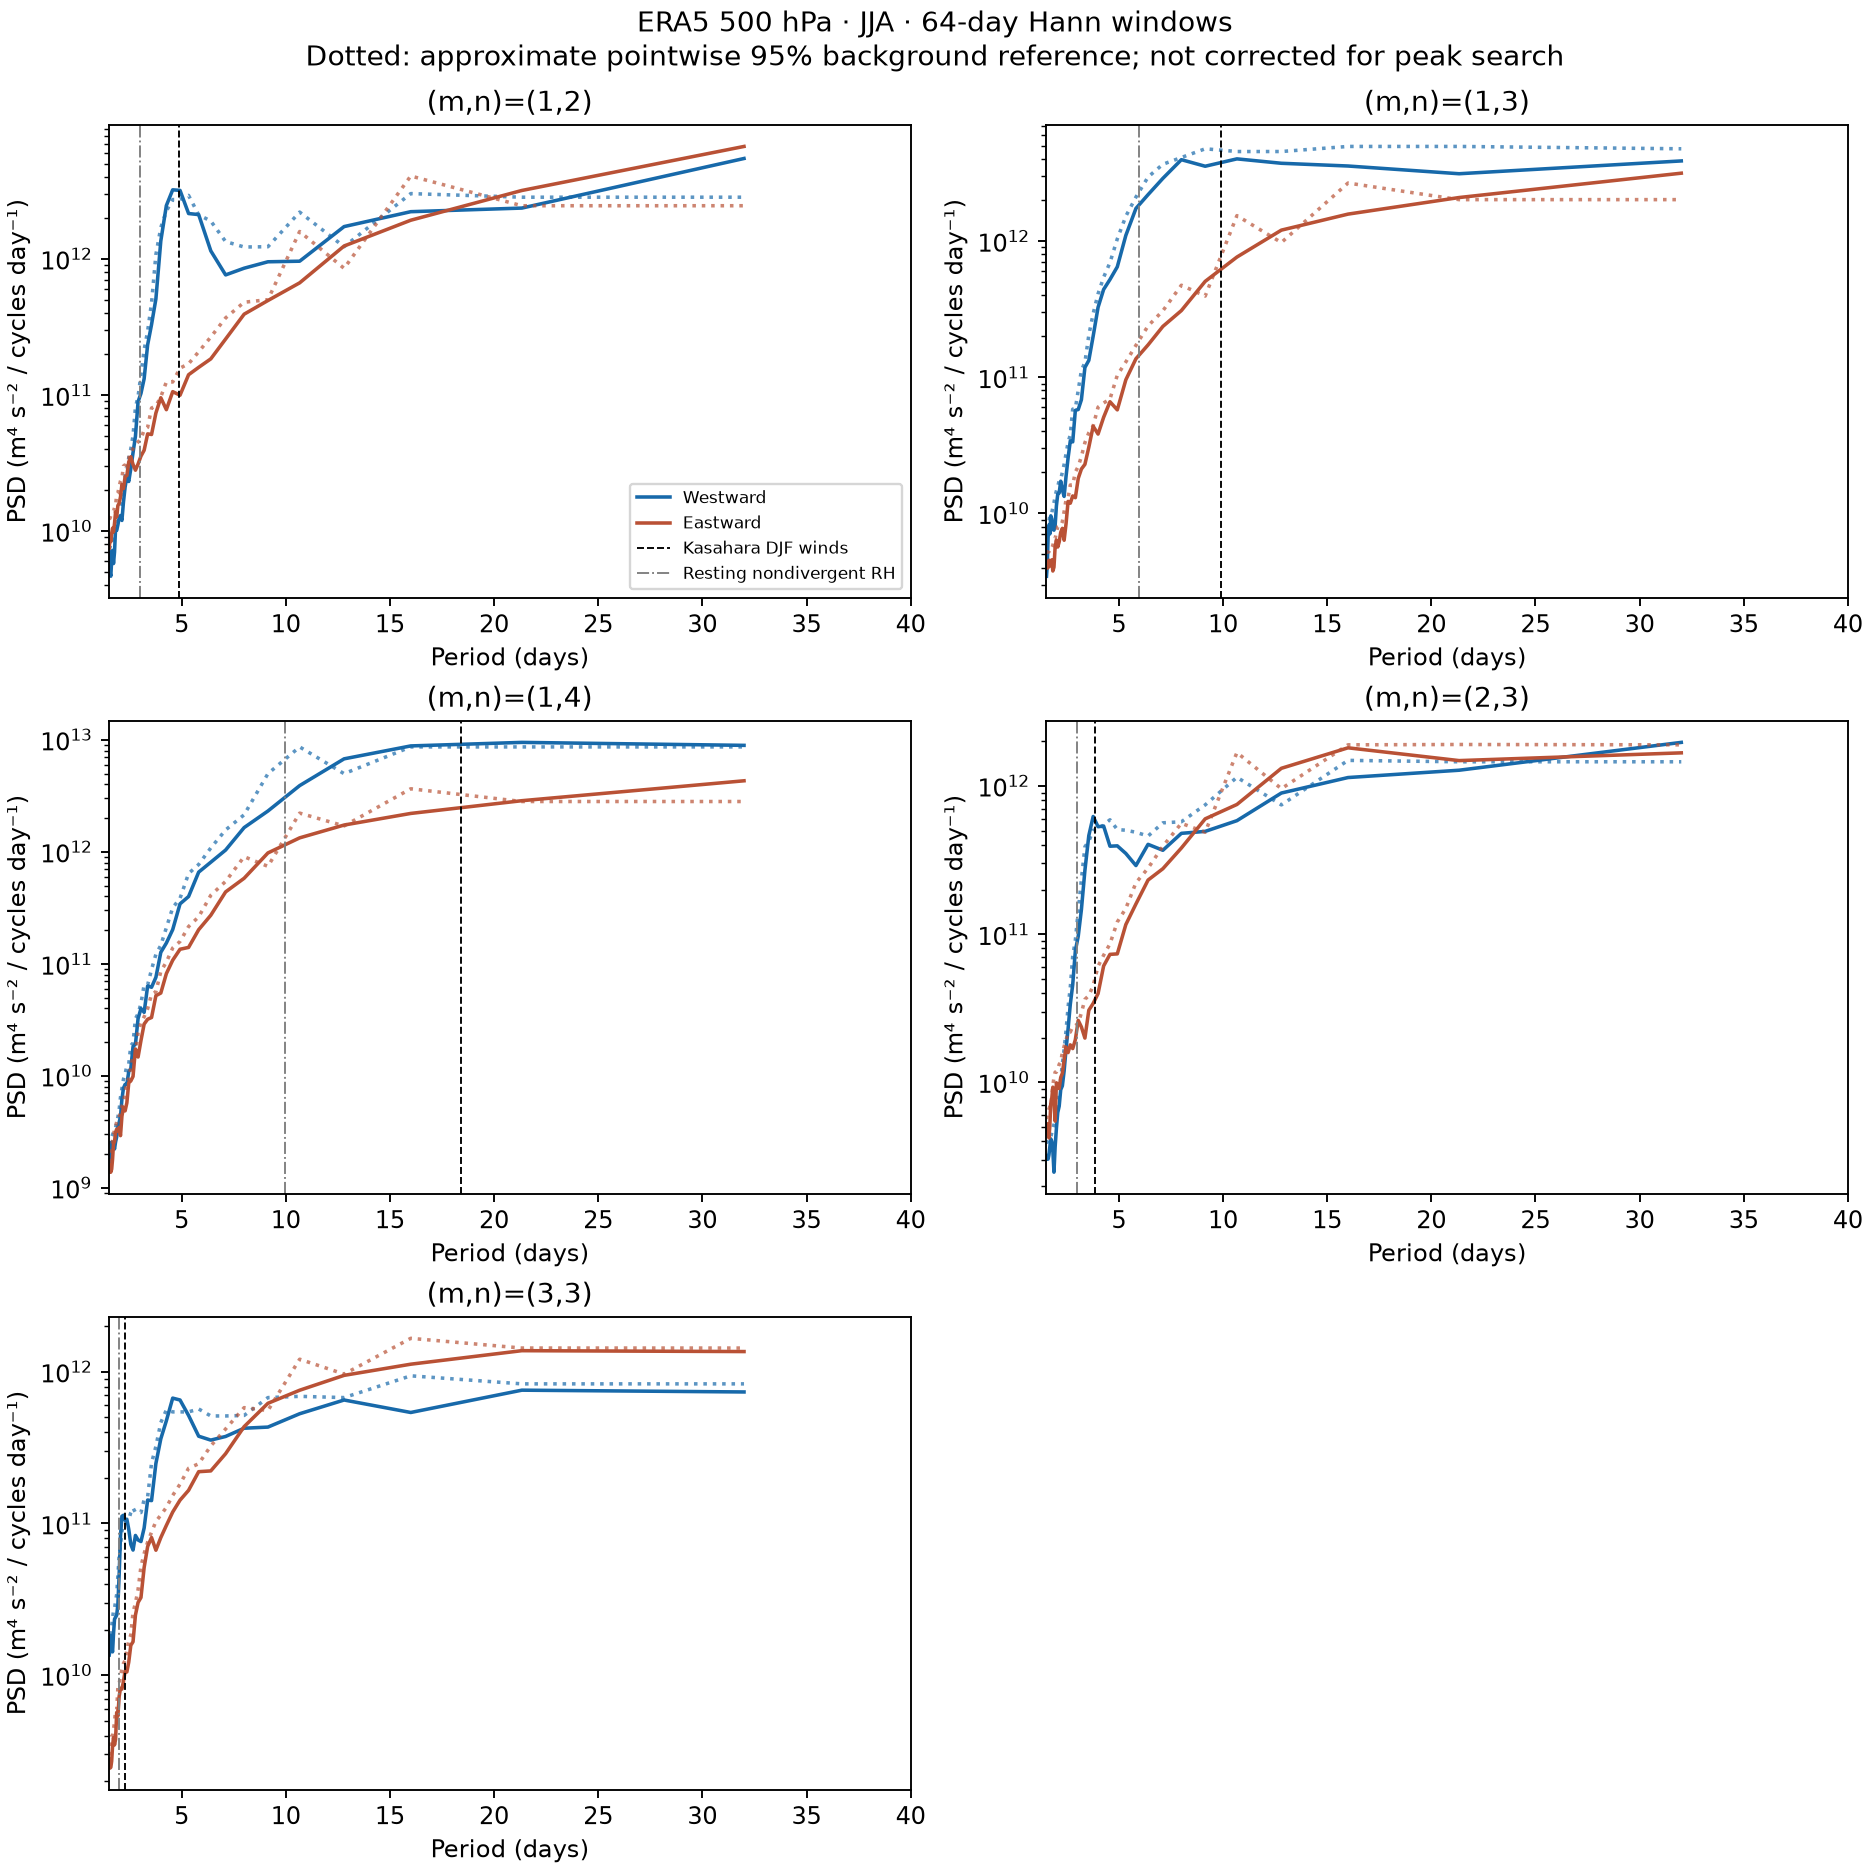 ERA5 500 hPa · JJA · 64-day Hann windows
Dotted: approximate pointwise 95% background reference; not corrected for peak search
(m,n)=(1,2)
PSD (m⁴ s⁻² / cycles day⁻¹)
10¹²
10¹¹
10¹⁰
Westward
Eastward
Kasahara DJF winds
Resting nondivergent RH
5 10 15 20 25 30 35 40
Period (days)
(m,n)=(1,3)
PSD (m⁴ s⁻² / cycles day⁻¹)
10¹²
10¹¹
10¹⁰
5 10 15 20 25 30 35 40
Period (days)
(m,n)=(1,4)
PSD (m⁴ s⁻² / cycles day⁻¹)
10¹³
10¹²
10¹¹
10¹⁰
10⁹
5 10 15 20 25 30 35 40
Period (days)
(m,n)=(2,3)
PSD (m⁴ s⁻² / cycles day⁻¹)
10¹²
10¹¹
10¹⁰
5 10 15 20 25 30 35 40
Period (days)
(m,n)=(3,3)
PSD (m⁴ s⁻² / cycles day⁻¹)
10¹²
10¹¹
10¹⁰
5 10 15 20 25 30 35 40
Period (days)